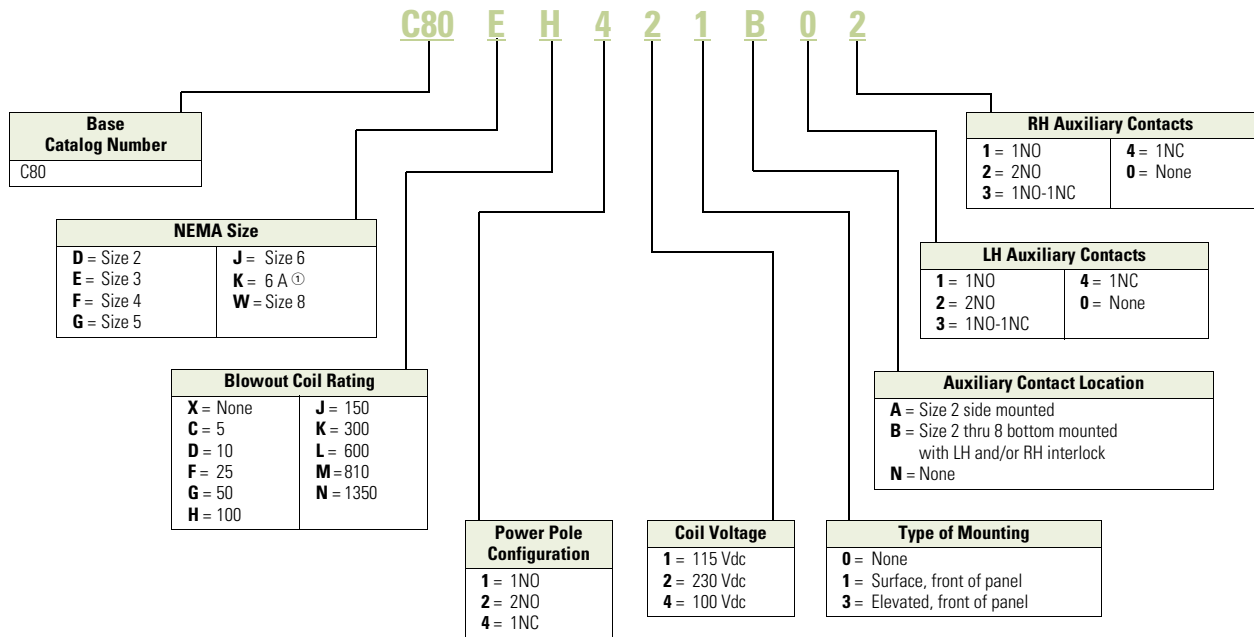 C80 E H 4 2 1 B 0 2
Base
Catalog Number
C80
RH Auxiliary Contacts
1 = 1NO
2 = 2NO
3 = 1NO-1NC
4 = 1NC
0 = None
NEMA Size
D = Size 2
E = Size 3
F = Size 4
G = Size 5
J = Size 6
K = 6 A ①
W = Size 8
LH Auxiliary Contacts
1 = 1NO
2 = 2NO
3 = 1NO-1NC
4 = 1NC
0 = None
Blowout Coil Rating
X = None
C = 5
D = 10
F = 25
G = 50
H = 100
J = 150
K = 300
L = 600
M = 810
N = 1350
Auxiliary Contact Location
A = Size 2 side mounted
B = Size 2 thru 8 bottom mounted
with LH and/or RH interlock
N = None
Power Pole
Configuration
1 = 1NO
2 = 2NO
4 = 1NC
Coil Voltage
1 = 115 Vdc
2 = 230 Vdc
4 = 100 Vdc
Type of Mounting
0 = None
1 = Surface, front of panel
3 = Elevated, front of panel